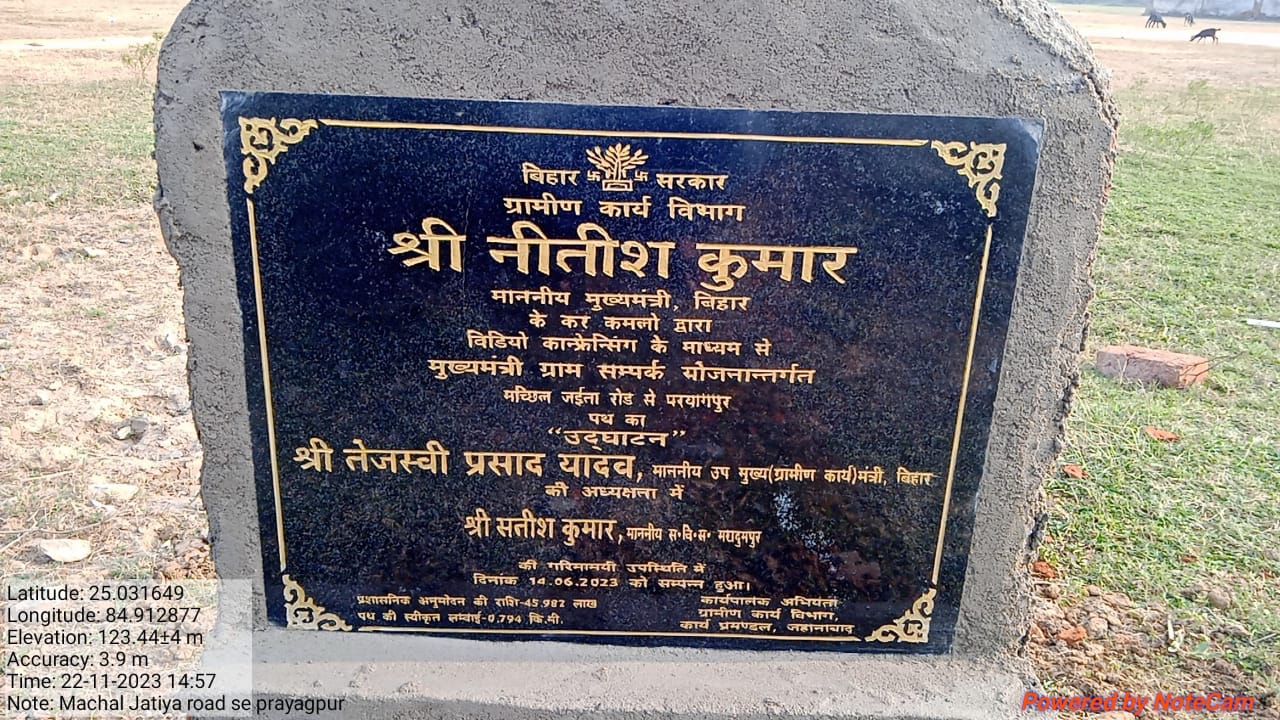 बिहार सरकार
ग्रामीण कार्य विभाग
श्री नीतीश कुमार
माननीय मुख्यमंत्री, बिहार
के कर कमलो द्वारा
विडियो कान्फ्रेन्सिंग के माध्यम से
मुख्यमंत्री ग्राम सम्पर्क योजनान्तर्गत
मच्छिल जईता रोड से परयागपुर
पथ का
"उद्घाटन"
श्री तेजस्वी प्रसाद यादव, माननीय उप मुख्य(ग्रामीण कार्य)मंत्री, बिहार
की अध्यक्षता में
श्री सतीश कुमार, माननीय स॰वि॰स॰ मखदुमपुर
की गरिमामयी उपस्थिति में
दिनांक 14.06.2023 को सम्पन्न हुआ।
प्रशासनिक अनुमोदन की राशि-45.982 लाख
पथ की स्वीकृत लम्बाई-0.794 कि.मी.
कार्यपालक अभियंता
ग्रामीण कार्य विभाग,
कार्य प्रमण्डल, जहानाबाद
Latitude: 25.031649
Longitude: 84.912877
Elevation: 123.44±4 m
Accuracy: 3.9 m
Time: 22-11-2023 14:57
Note: Machal Jatiya road se prayagpur
Powered by NoteCam